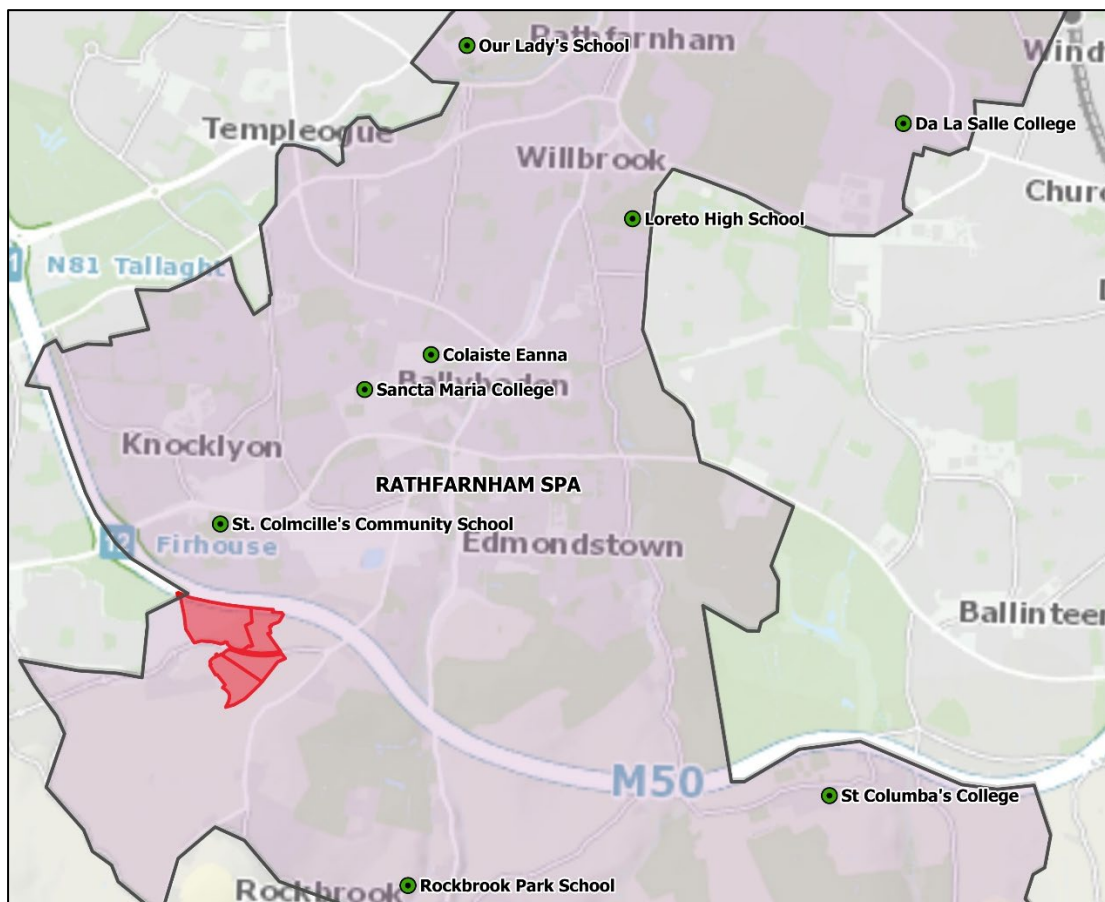 Our Lady's School
Rathfarnham
Wind
Da La Salle College
Templeogue
Willbrook
Churc
Loreto High School
N81 Tallaght
Colaiste Eanna
Ballyboden
Sancta Maria College
Knocklyon
RATHFARNHAM SPA
St. Colmcille's Community School
12
Firhouse
Edmondstown
Ballinteer
M50
St Columba's College
Rockbrook
Rockbrook Park School